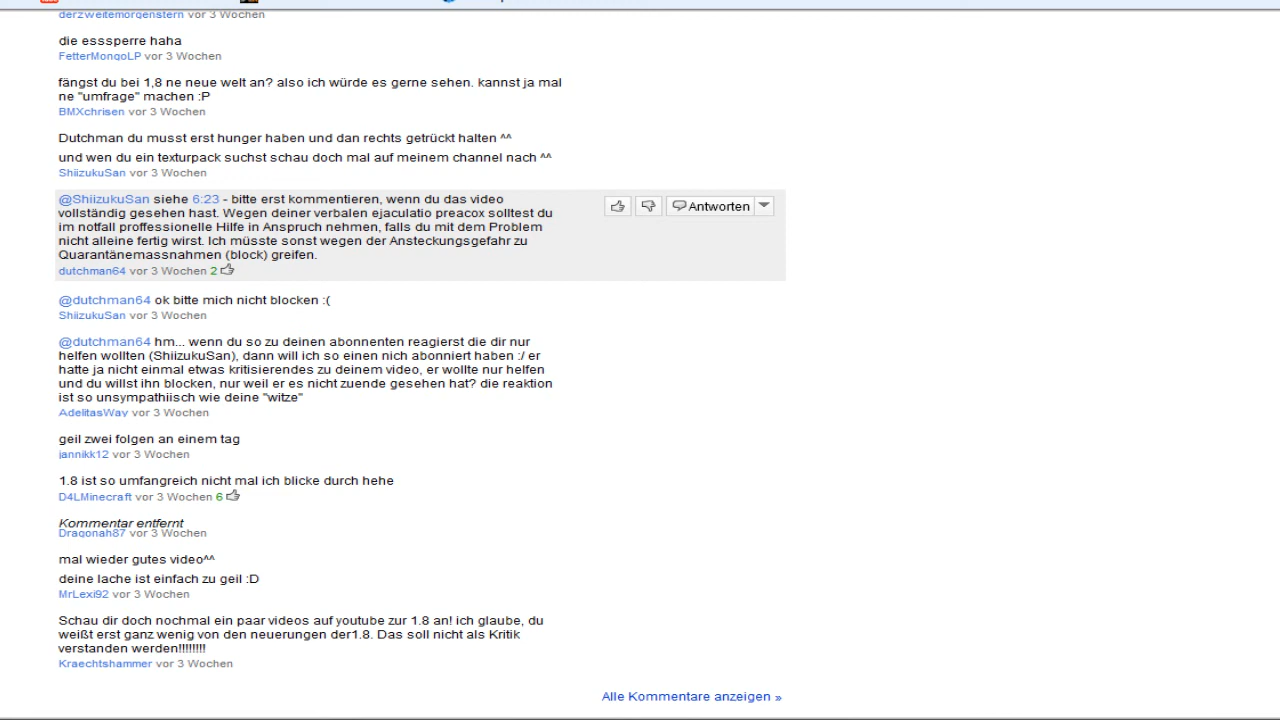 derzweitemorgenstern vor 3 Wochen
die esssperre haha
FetterMongoLP vor 3 Wochen
fängst du bei 1,8 ne neue welt an? also ich würde es gerne sehen. kannst ja mal
ne "umfrage" machen :P
BMXchrisen vor 3 Wochen
Dutchman du musst erst hunger haben und dan rechts getrückt halten ^^
und wen du ein texturpack suchst schau doch mal auf meinem channel nach ^^
ShiizukuSan vor 3 Wochen
@ShiizukuSan siehe 6:23 - bitte erst kommentieren, wenn du das video
vollständig gesehen hast. Wegen deiner verbalen ejaculatio preacox solltest du
im notfall proffessionelle Hilfe in Anspruch nehmen, falls du mit dem Problem
nicht alleine fertig wirst. Ich müsste sonst wegen der Ansteckungsgefahr zu
Quarantänemassnahmen (block) greifen.
dutchman64 vor 3 Wochen 2
Antworten
@dutchman64 ok bitte mich nicht blocken :(
ShiizukuSan vor 3 Wochen
@dutchman64 hm... wenn du so zu deinen abonnenten reagierst die dir nur
helfen wollten (ShiizukuSan), dann will ich so einen nich abonniert haben :/ er
hatte ja nicht einmal etwas kritisierendes zu deinem video, er wollte nur helfen
und du willst ihn blocken, nur weil er es nicht zuende gesehen hat? die reaktion
ist so unsympathiisch wie deine "witze"
AdelitasWay vor 3 Wochen
geil zwei folgen an einem tag
jannikk12 vor 3 Wochen
1.8 ist so umfangreich nicht mal ich blicke durch hehe
D4LMinecraft vor 3 Wochen 6
Kommentar entfernt
Dragonah87 vor 3 Wochen
mal wieder gutes video^^
deine lache ist einfach zu geil :D
MrLexi92 vor 3 Wochen
Schau dir doch nochmal ein paar videos auf youtube zur 1.8 an! ich glaube, du
weißt erst ganz wenig von den neuerungen der1.8. Das soll nicht als Kritik
verstanden werden!!!!!!!!
Kraechtshammer vor 3 Wochen
Alle Kommentare anzeigen »